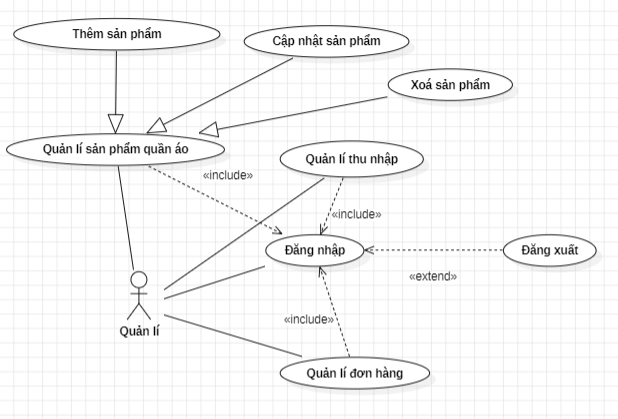 Thêm sản phẩm
Cập nhật sản phẩm
Xoá sản phẩm
Quản lí sản phẩm quần áo
Quản lí thu nhập
«include»
«include»
Đăng nhập
Đăng xuất
«extend»
«include»
Quản lí
Quản lí đơn hàng